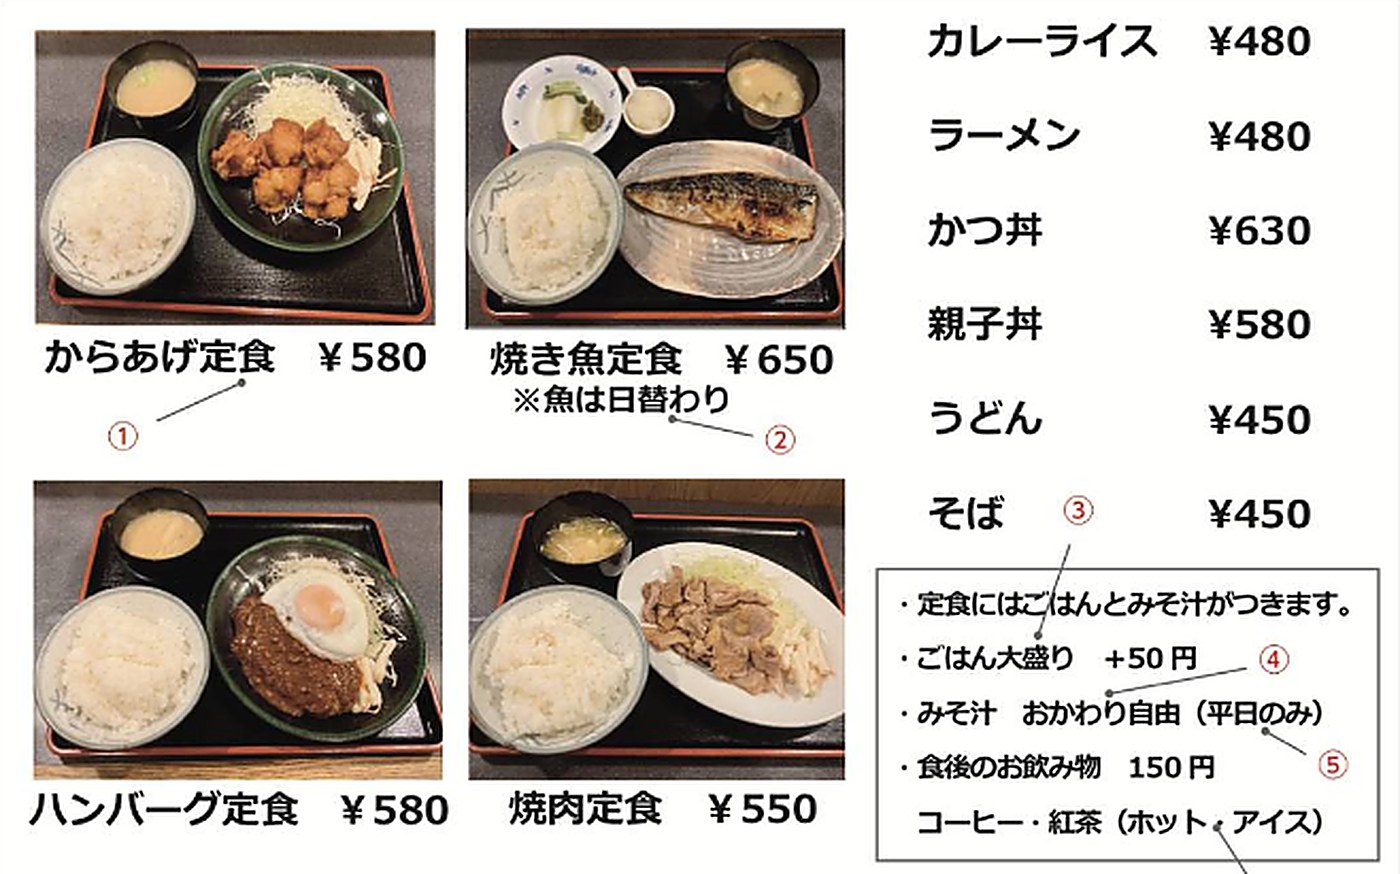 からあげ定食 ¥580
①
焼き魚定食 ¥650
※魚は日替わり
②
ハンバーグ定食 ¥580
焼肉定食 ¥550
カレーライス ¥480
ラーメン ¥480
かつ丼 ¥630
親子丼 ¥580
うどん ¥450
そば ¥450
③
・定食にはごはんとみそ汁がつきます。
・ごはん大盛り +50円
④
・みそ汁 おかわり自由（平日のみ）
⑤
・食後のお飲み物 150円
コーヒー・紅茶（ホット・アイス）